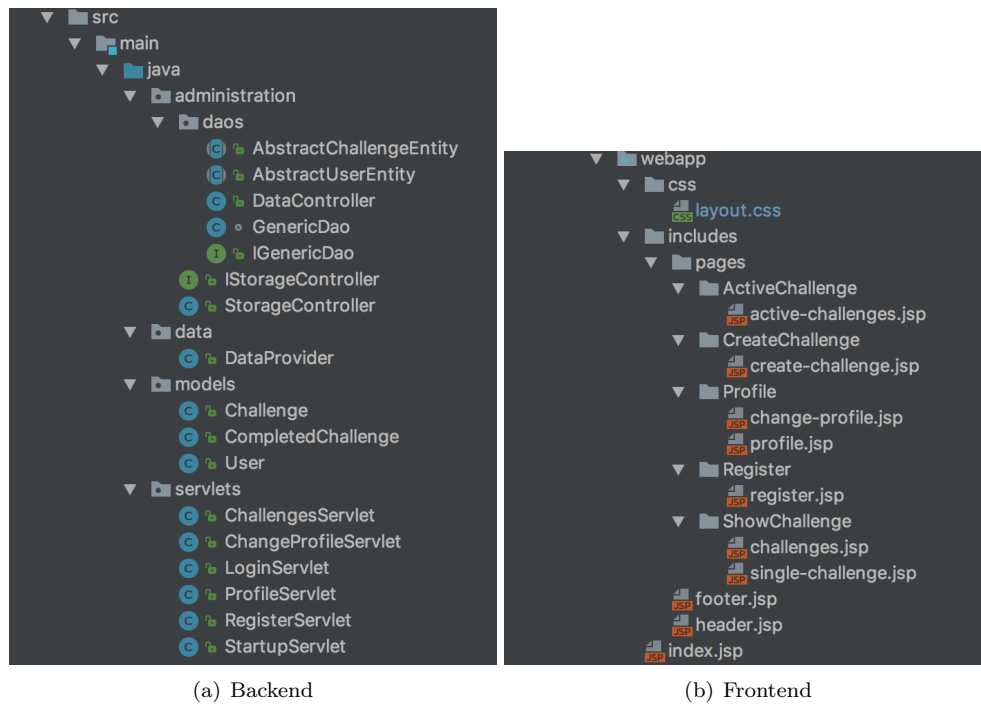 src
main
java
administration
daos
AbstractChallengeEntity
AbstractUserEntity
DataController
GenericDao
IGenericDao
IStorageController
StorageController
data
DataProvider
models
Challenge
CompletedChallenge
User
servlets
ChallengesServlet
ChangeProfileServlet
LoginServlet
ProfileServlet
RegisterServlet
StartupServlet
(a) Backend
webapp
css
layout.css
includes
pages
ActiveChallenge
active-challenges.jsp
CreateChallenge
create-challenge.jsp
Profile
change-profile.jsp
profile.jsp
Register
register.jsp
ShowChallenge
challenges.jsp
single-challenge.jsp
footer.jsp
header.jsp
index.jsp
(b) Frontend